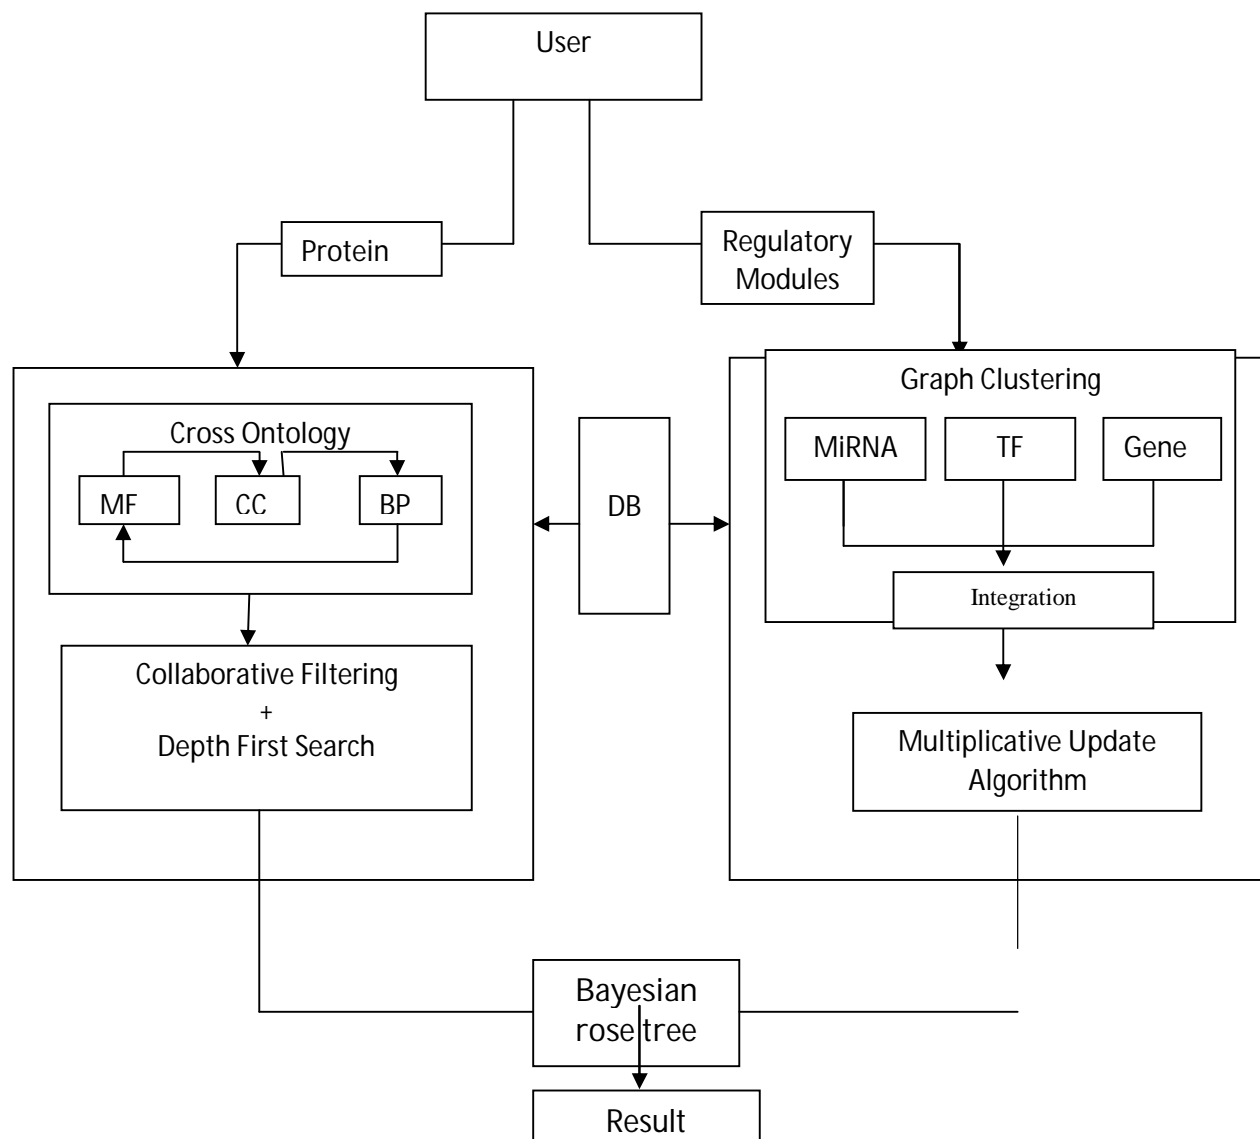 User
Protein
Regulatory
Modules
Cross Ontology
MF
CC
BP
Collaborative Filtering
+
Depth First Search
DB
Graph Clustering
MiRNA
TF
Gene
Integration
Multiplicative Update
Algorithm
Bayesian
rose tree
Result